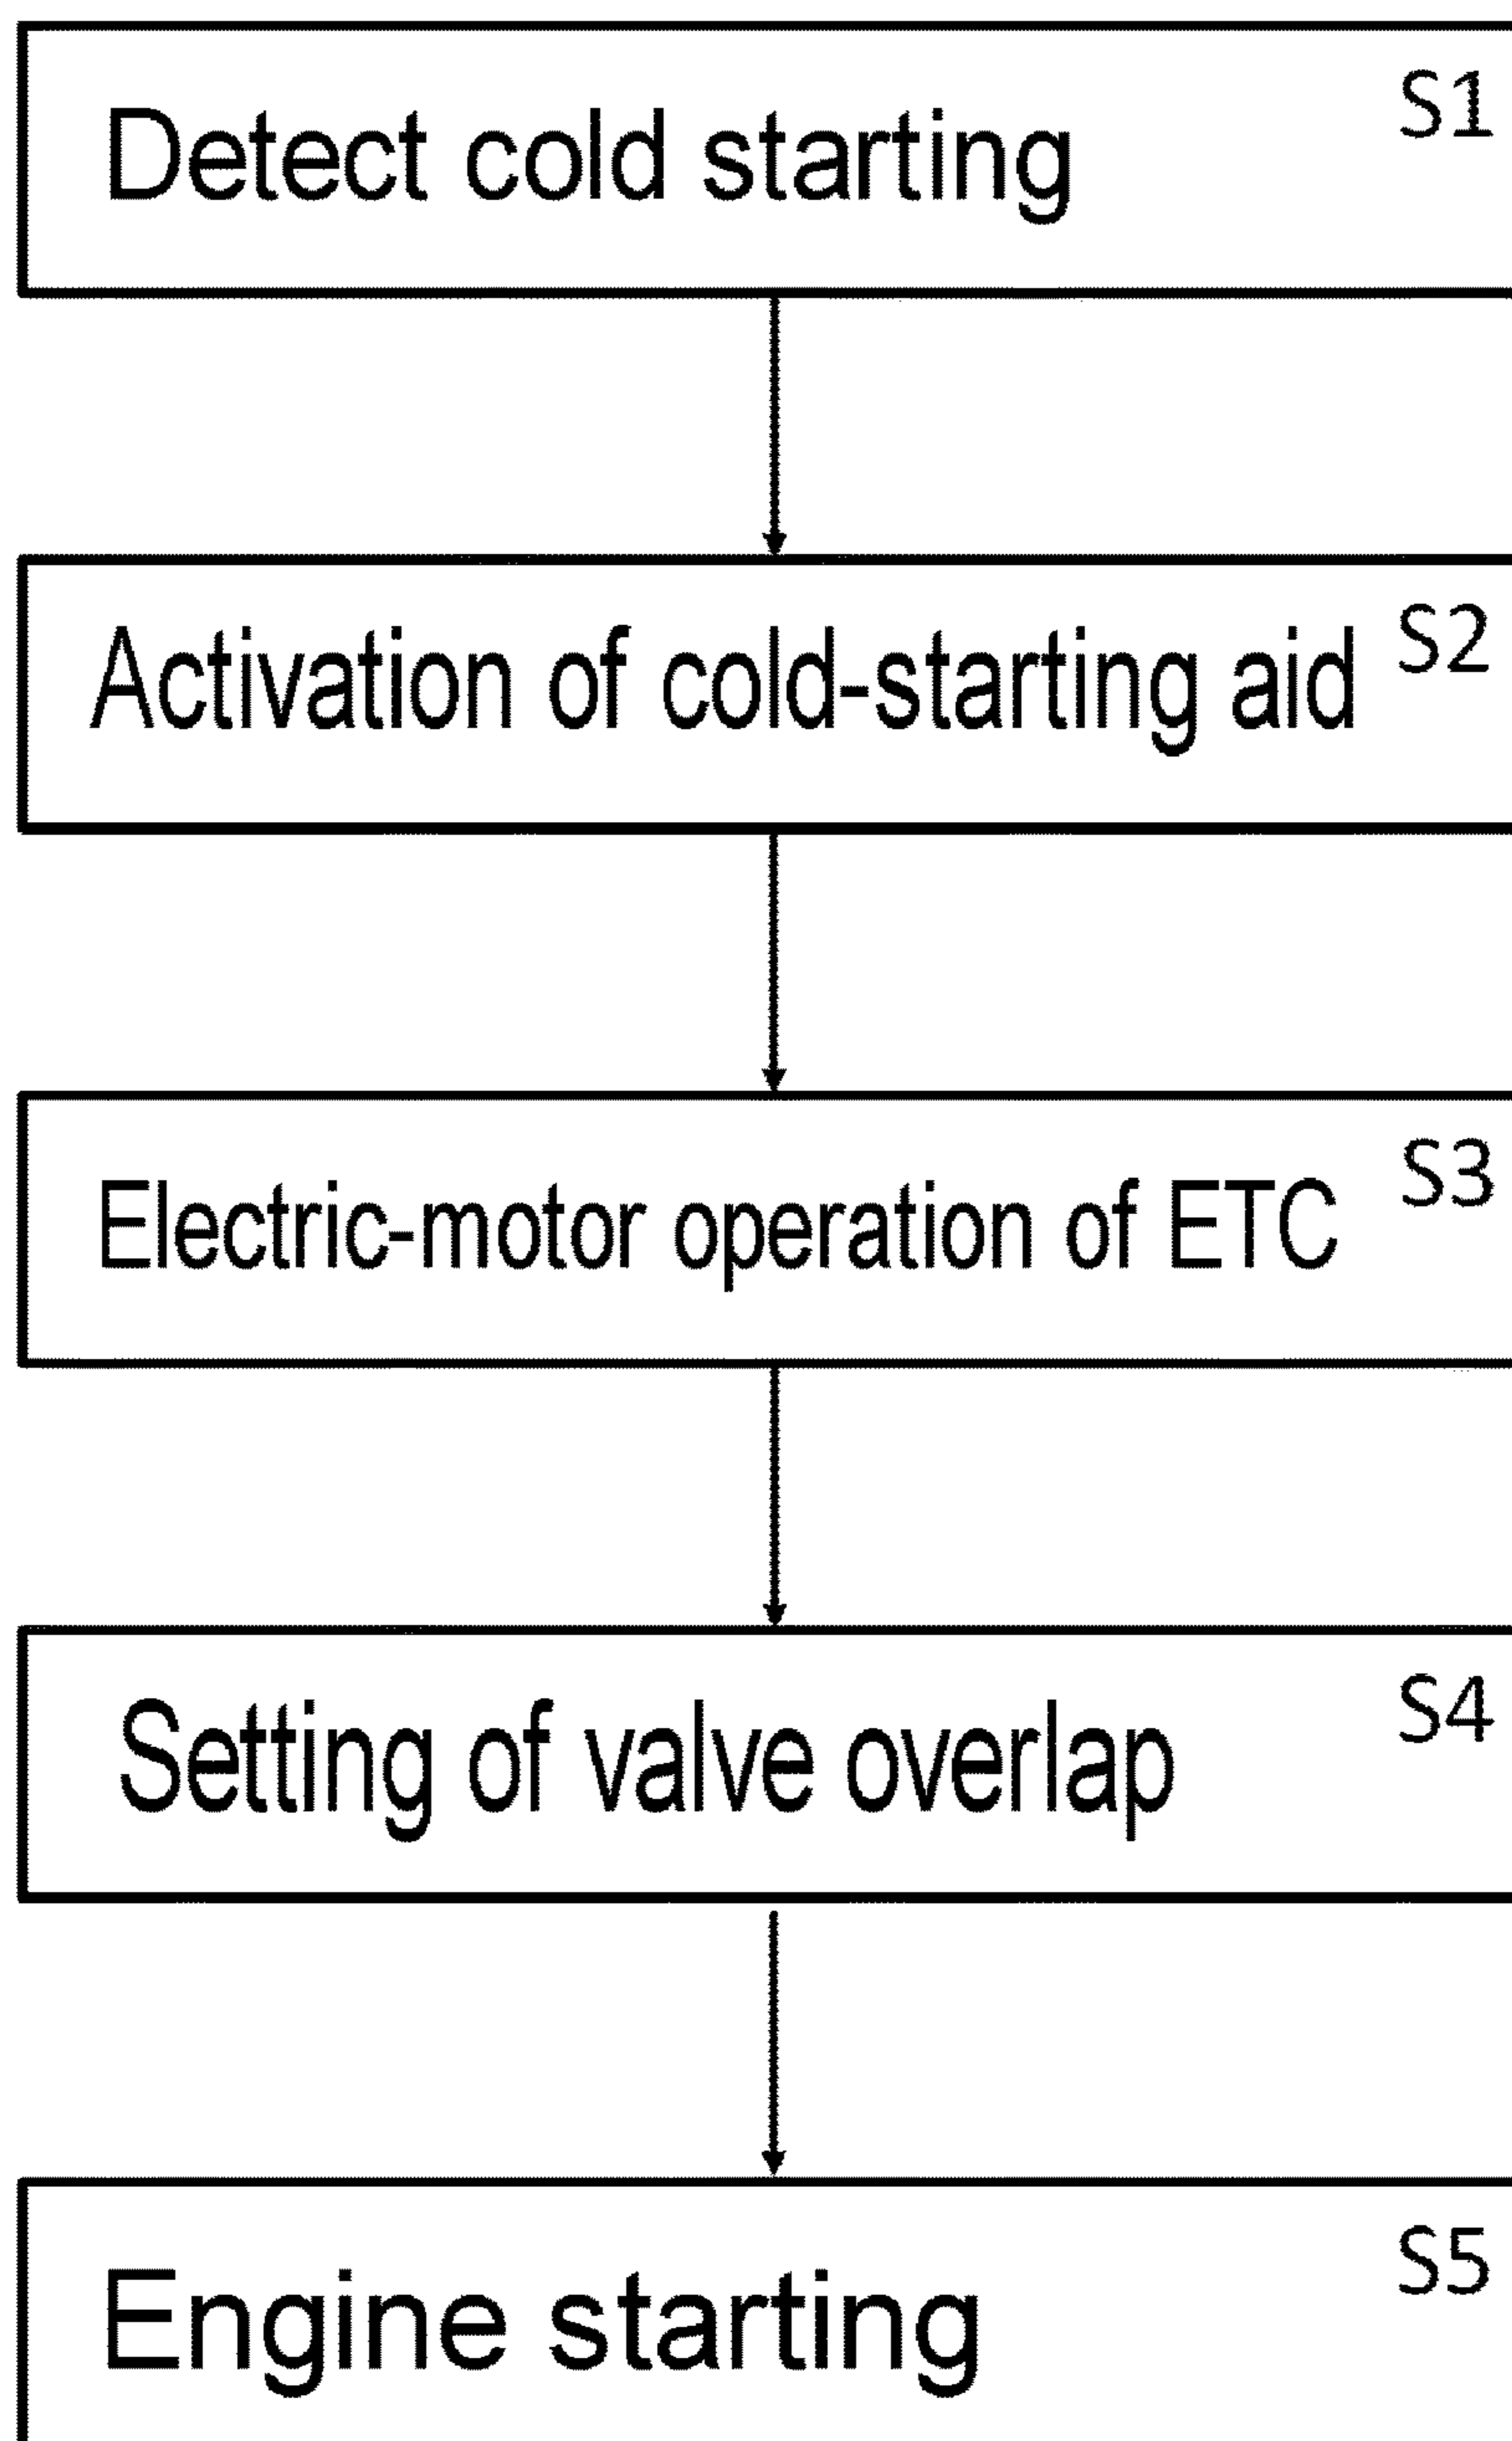 Detect cold starting S1
Activation of cold-starting aid S2
Electric-motor operation of ETC S3
Setting of valve overlap S4
Engine starting S5